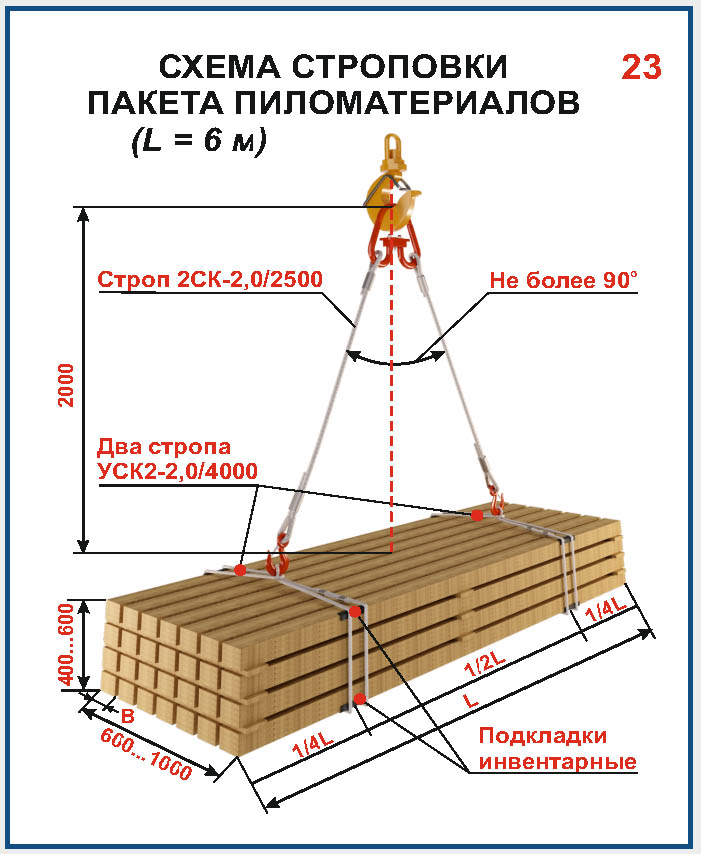 СХЕМА СТРОПОВКИ
ПАКЕТА ПИЛОМАТЕРИАЛОВ
(L = 6 м)
23
Строп 2СК-2,0/2500
Не более 90°
2000
Два стропа
УСК2-2,0/4000
400...600
В
600... 1000
1/4L
1/2L
1/4L
L
Подкладки
инвентарные